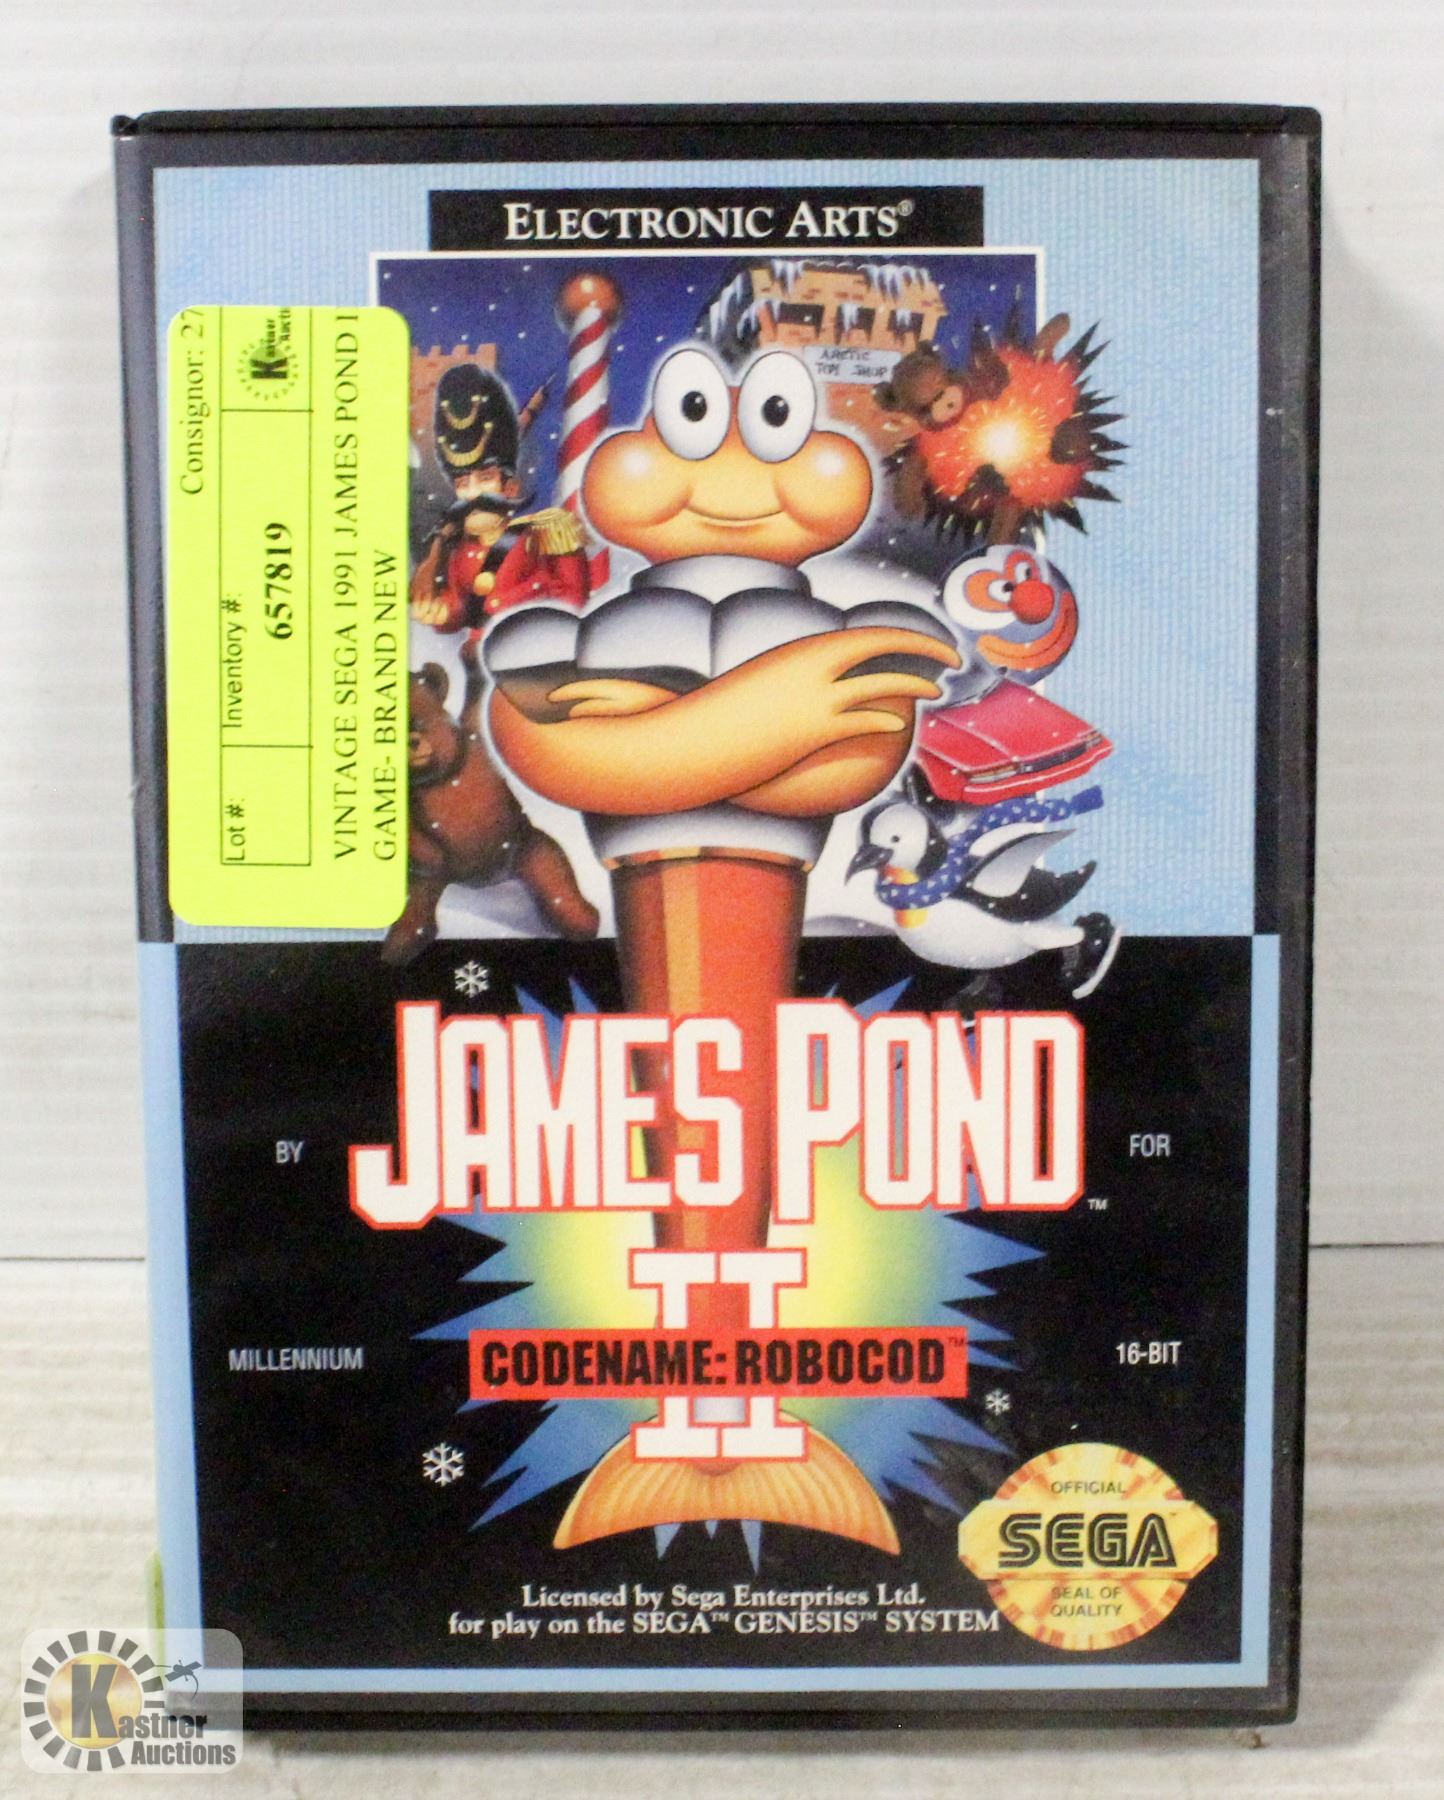 ELECTRONIC ARTS®
ARCTIC
TOY SHOP
Consignor: 27
Lot #:
Inventory #:
657819
Kastner
VINTAGE SEGA 1991 JAMES POND I
GAME- BRAND NEW
JAMES POND™
II
CODENAME: ROBOCOD™
BY
MILLENNIUM
FOR
16-BIT
OFFICIAL
SEGA
SEAL OF
QUALITY
Licensed by Sega Enterprises Ltd.
for play on the SEGA™ GENESIS™ SYSTEM
Kastner
Auctions